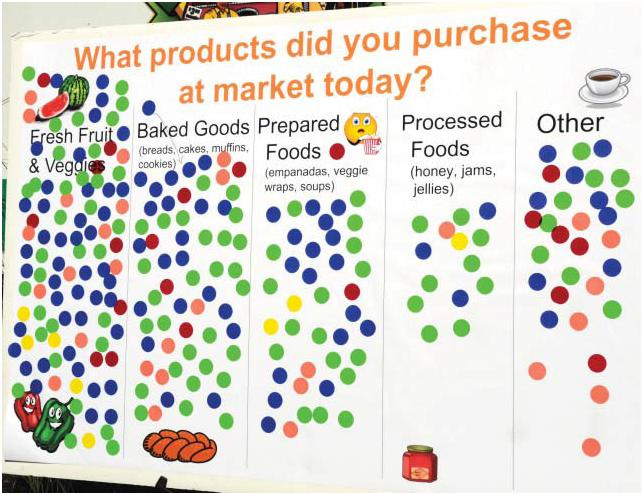 What products did you purchase
at market today?
Fresh Fruit
& Veggies
Baked Goods
(breads, cakes, muffins,
cookies)
Prepared
Foods
(empanadas, veggie
wraps, soups)
Processed
Foods
(honey, jams,
jellies)
Other